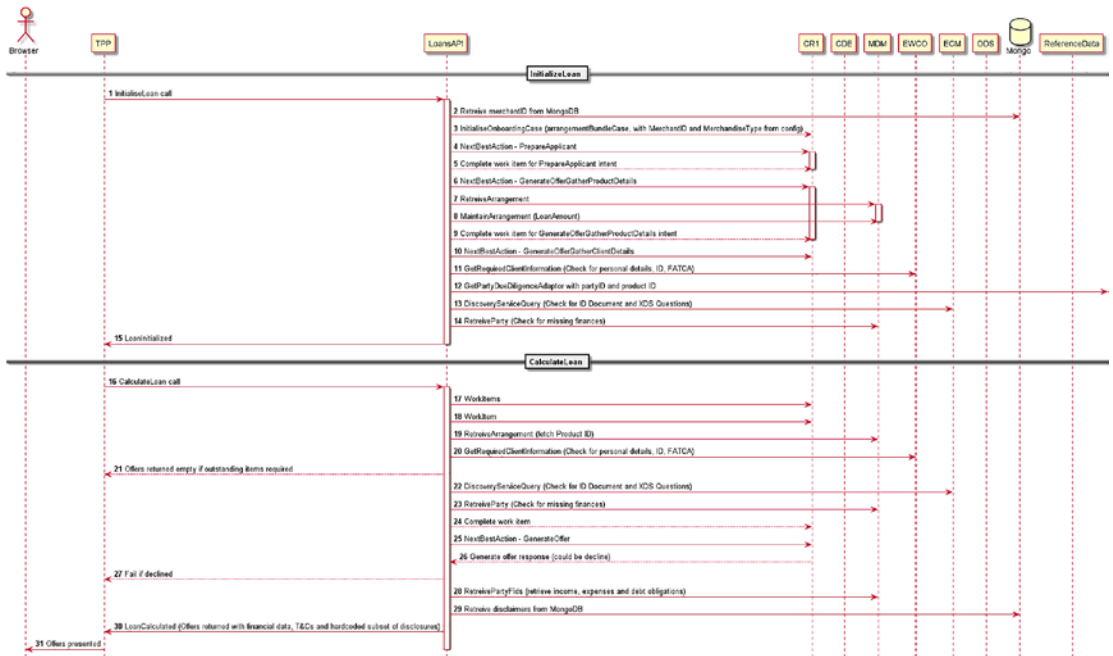 Browser
TPP
LoansAPI
CR1
CDE
MDM
EWCO
ECM
ODS
Mongo
ReferenceData
InitializeLoan
1 InitialiseLoan call
2 Retreive merchantID from MongoDB
3 InitialiseOnboardingCase (arrangementBundleCase, with MerchantID and MerchandiseType from config)
4 NextBestAction - PrepareApplicant
5 Complete work item for PrepareApplicant intent
6 NextBestAction - GenerateOfferGatherProductDetails
7 RetreiveArrangement
8 MaintainArrangement (LoanAmount)
9 Complete work item for GenerateOfferGatherProductDetails intent
10 NextBestAction - GenerateOfferGatherClientDetails
11 GetRequiredClientInformation (Check for personal details, ID, FATCA)
12 GetPartyDueDiligenceAdaptor with partyID and product ID
13 DiscoveryServiceQuery (Check for ID Document and XDS Questions)
14 RetreiveParty (Check for missing finances)
15 LoanInitialized
CalculateLoan
16 CalculateLoan call
17 WorkItems
18 WorkItem
19 RetreiveArrangement (fetch Product ID)
20 GetRequiredClientInformation (Check for personal details, ID, FATCA)
21 Offers returned empty if outstanding items required
22 DiscoveryServiceQuery (Check for ID Document and XDS Questions)
23 RetreiveParty (Check for missing finances)
24 Complete work item
25 NextBestAction - GenerateOffer
26 Generate offer response (could be decline)
27 Fail if declined
28 RetreivePartyFIds (retrieve income, expenses and debt obligations)
29 Retreive disclaimers from MongoDB
30 LoanCalculated (Offers returned with financial data, T&Cs and hardcoded subset of disclosures)
31 Offers presented